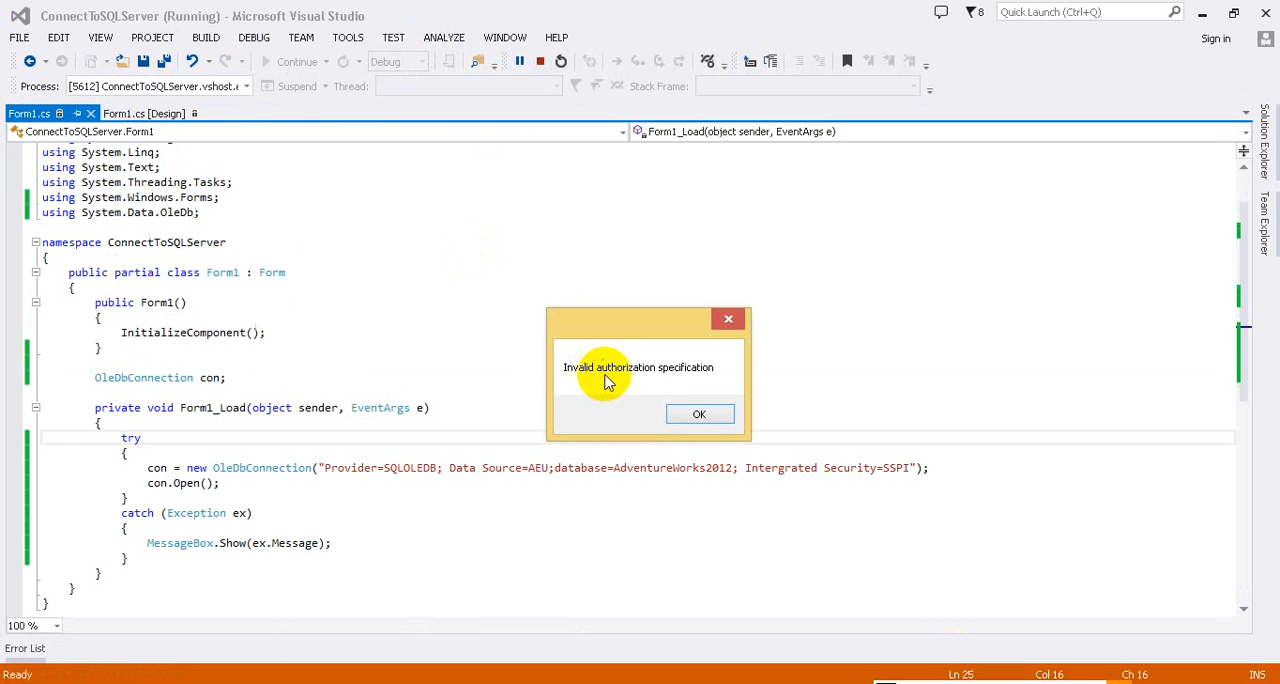 ConnectToSQLServer (Running) - Microsoft Visual Studio
8
Quick Launch (Ctrl+Q)
FILE EDIT VIEW PROJECT BUILD DEBUG TEAM TOOLS TEST ANALYZE WINDOW HELP
Sign in
Continue Debug
Process: [5612] ConnectToSQLServer.vshost.e Suspend Thread: Stack Frame:
Form1.cs Form1.cs [Design]
ConnectToSQLServer.Form1 Form1_Load(object sender, EventArgs e)
using System.Linq;
using System.Text;
using System.Threading.Tasks;
using System.Windows.Forms;
using System.Data.OleDb;
namespace ConnectToSQLServer
{
public partial class Form1 : Form
{
public Form1()
{
InitializeComponent();
}
OleDbConnection con;
private void Form1_Load(object sender, EventArgs e)
{
try
{
con = new OleDbConnection("Provider=SQLOLEDB; Data Source=AEU;database=AdventureWorks2012; Intergrated Security=SSPI");
con.Open();
}
catch (Exception ex)
{
MessageBox.Show(ex.Message);
}
}
}
}
Invalid authorization specification
OK
Solution Explorer
Team Explorer
100 %
Error List
Ready Ln 25 Col 16 Ch 16 INS